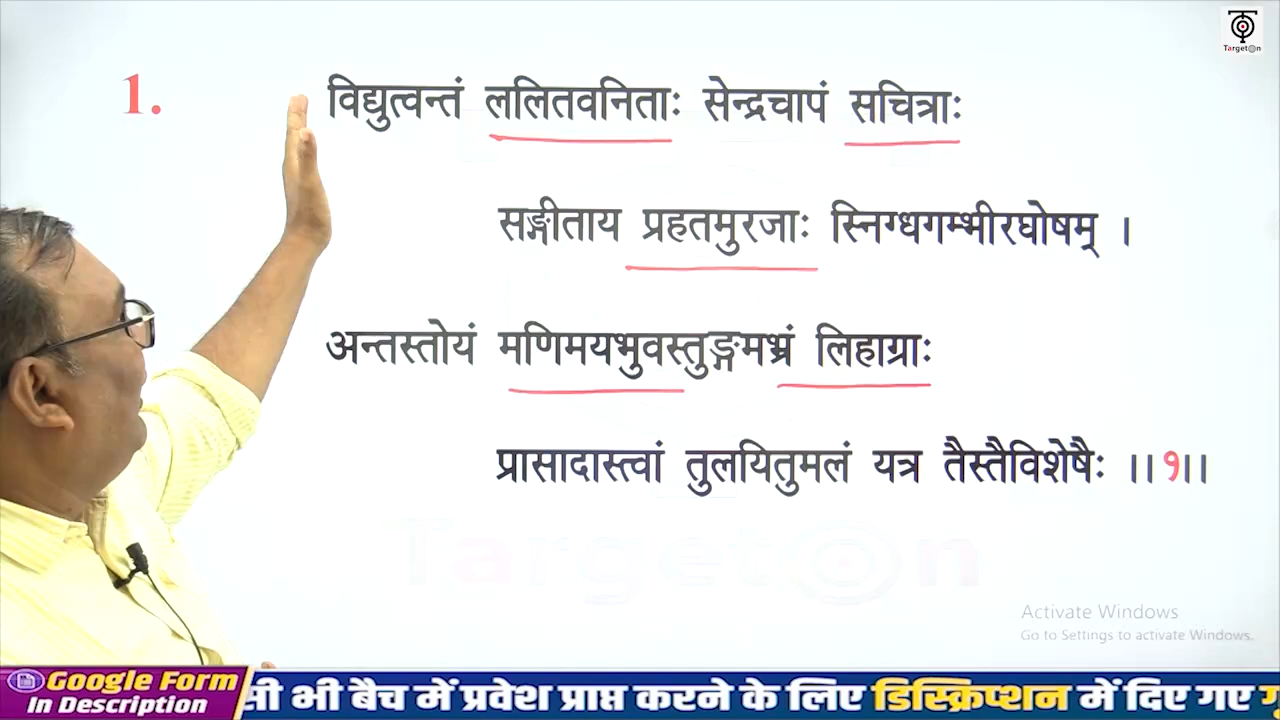 TargetOn
1. विद्युत्वन्तं ललितवनिताः सेन्द्रचापं सचित्राः
सङ्गीताय प्रहतमुरजाः स्निग्धगम्भीरघोषम् ।
अन्तस्तोयं मणिमयभुवस्तुङ्गमभ्रं लिहाग्राः
प्रासादास्त्वां तुलयितुमलं यत्र तैस्तैविशेषैः ।।१।।
TargetOn
Activate Windows
Go to Settings to activate Windows.
Google Form
In Description
सी भी बैच में प्रवेश प्राप्त करने के लिए डिस्क्रिप्शन में दिए गए